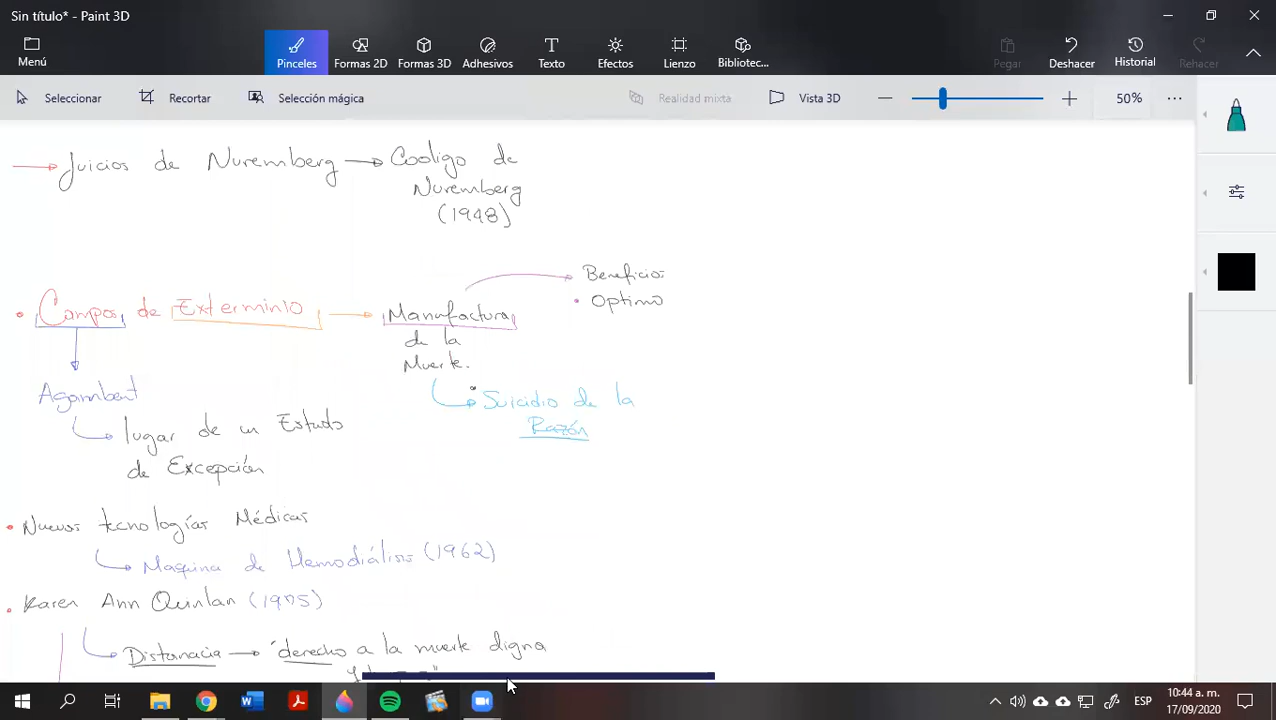 Sin título* - Paint 3D
Menú
Pinceles
Formas 2D
Formas 3D
Adhesivos
Texto
Efectos
Lienzo
Bibliotec...
Pegar
Deshacer
Historial
Rehacer
Seleccionar
Recortar
Selección mágica
Realidad mixta
Vista 3D
50%
Juicios de Nuremberg → Codigo de
Nuremberg
(1948)
Beneficios
• Optimo
• Campos de Exterminio → Manufactura
de la
Muerte.
Agambent
Suicidio de la
Razón
lugar de un Estado
de Excepción
• Nuevas tecnologías Médicas
Maquina de Hemodiálisis (1962)
• Karen Ann Quinlan (1975)
Distanacia → "derecho a la muerte digna
ESP
10:44 a. m.
17/09/2020